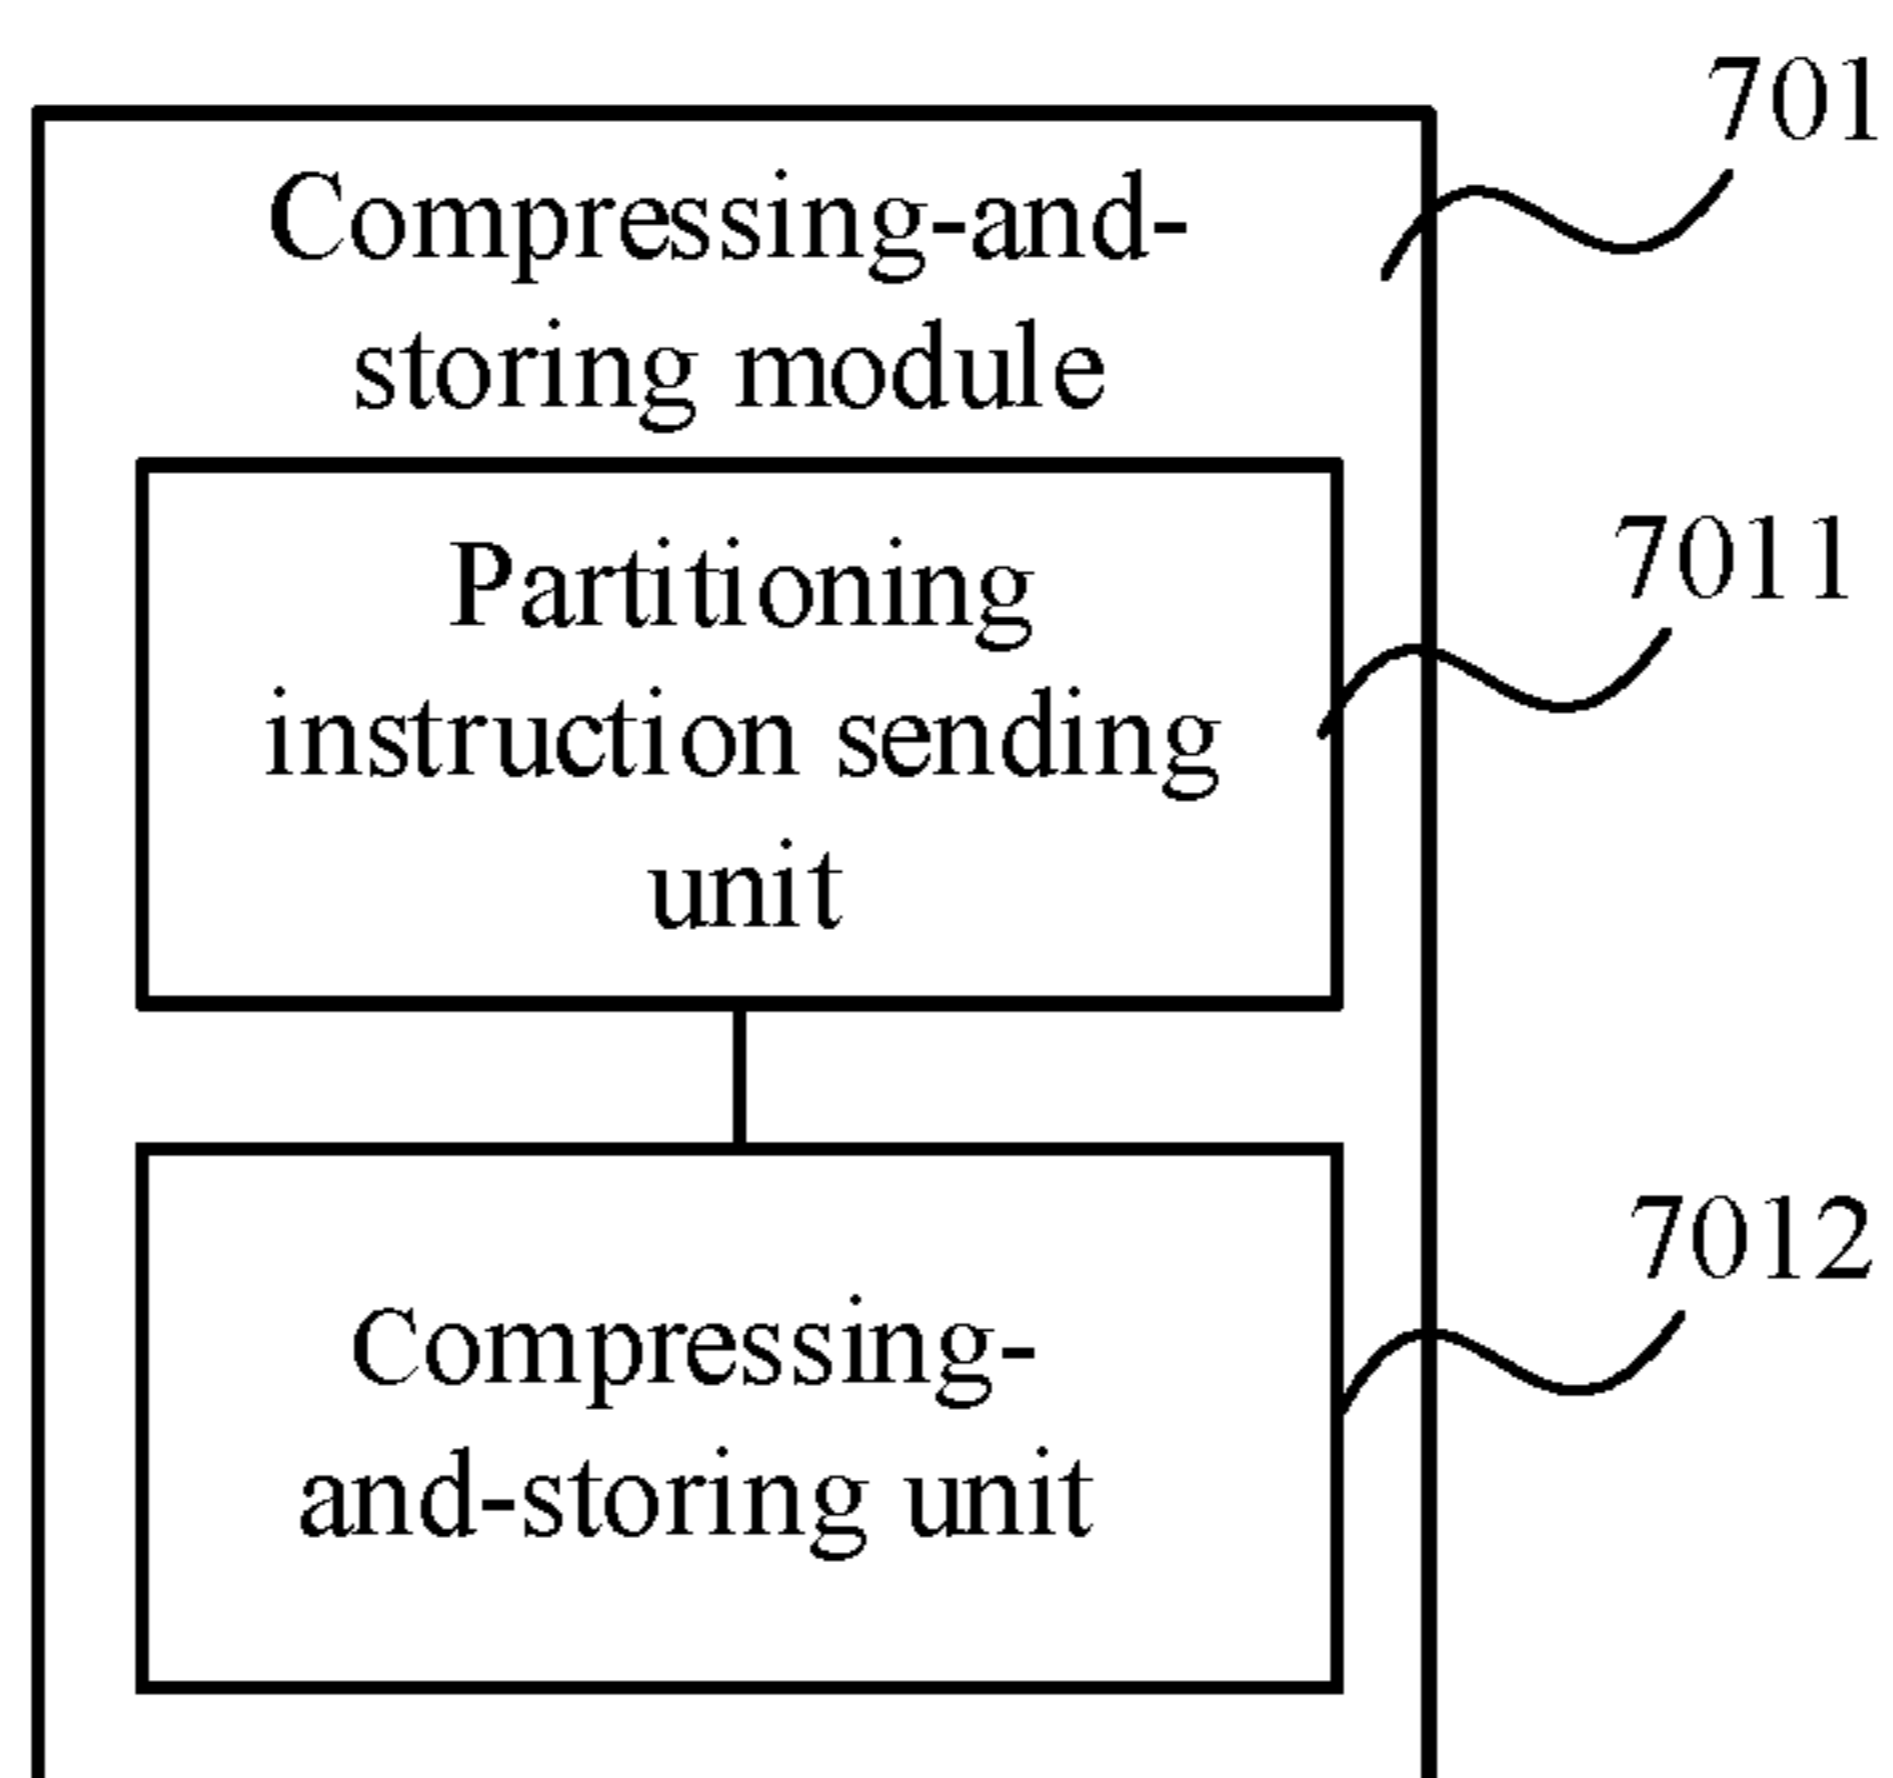 701
Compressing-and-
storing module
7011
Partitioning
instruction sending
unit
7012
Compressing-
and-storing unit